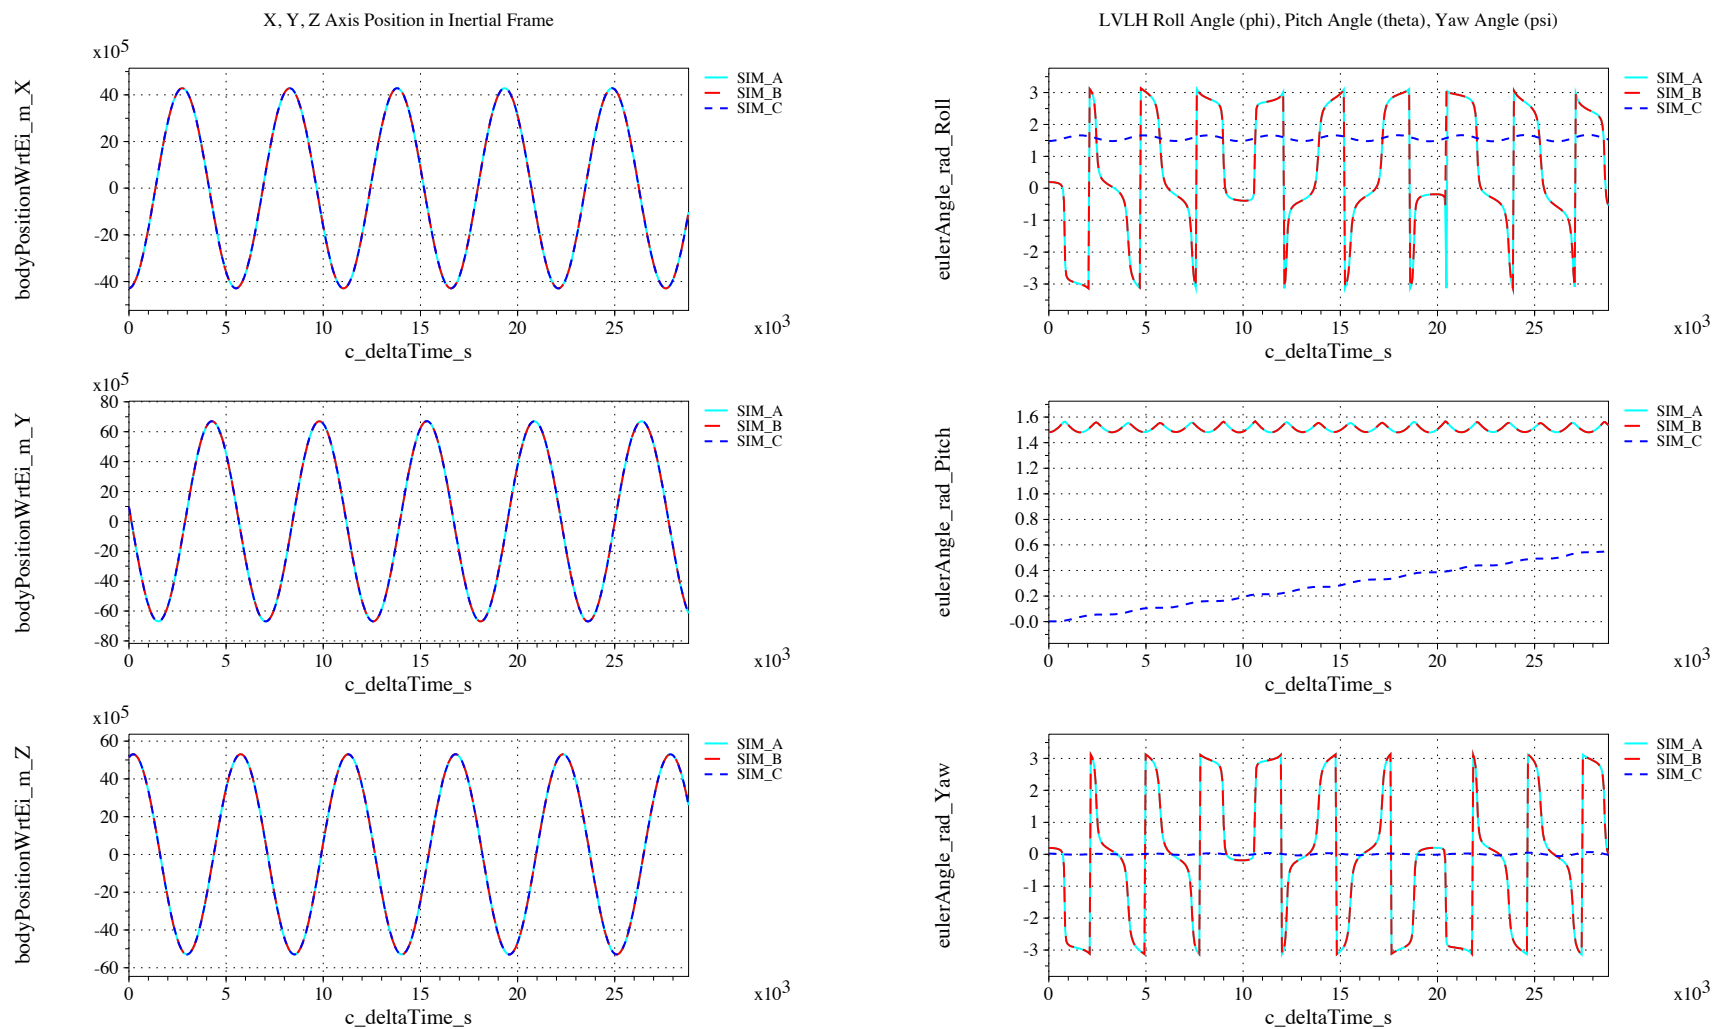 X, Y, Z Axis Position in Inertial Frame
x10^5
bodyPositionWrtEi_m_X
40
20
0
-20
-40
0 5 10 15 20 25
x10^3
c_deltaTime_s
SIM_A
SIM_B
SIM_C
x10^5
bodyPositionWrtEi_m_Y
80
60
40
20
0
-20
-40
-60
-80
0 5 10 15 20 25
x10^3
c_deltaTime_s
SIM_A
SIM_B
SIM_C
x10^5
bodyPositionWrtEi_m_Z
60
40
20
0
-20
-40
-60
0 5 10 15 20 25
x10^3
c_deltaTime_s
SIM_A
SIM_B
SIM_C
LVLH Roll Angle (phi), Pitch Angle (theta), Yaw Angle (psi)
eulerAngle_rad_Roll
3
2
1
0
-1
-2
-3
0 5 10 15 20 25
x10^3
c_deltaTime_s
SIM_A
SIM_B
SIM_C
eulerAngle_rad_Pitch
1.6
1.4
1.2
1.0
0.8
0.6
0.4
0.2
-0.0
0 5 10 15 20 25
x10^3
c_deltaTime_s
SIM_A
SIM_B
SIM_C
eulerAngle_rad_Yaw
3
2
1
0
-1
-2
-3
0 5 10 15 20 25
x10^3
c_deltaTime_s
SIM_A
SIM_B
SIM_C